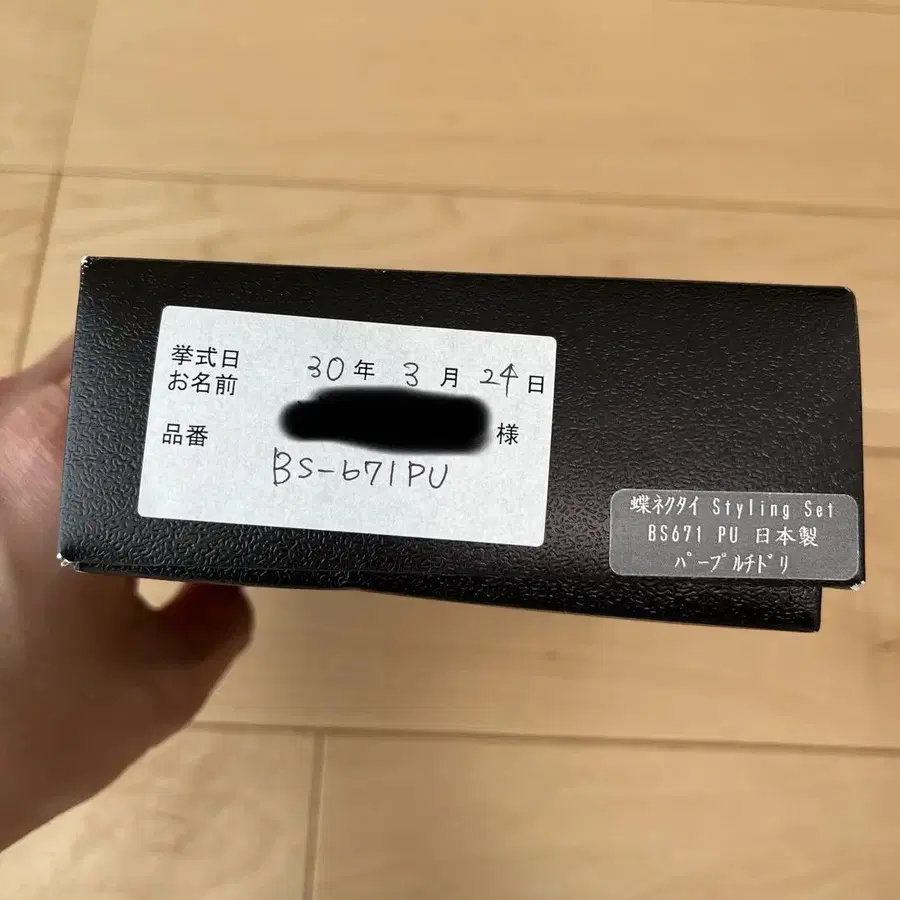 挙式日 30年 3月 24日
お名前 様
品番 BS-671PU
蝶ネクタイ Styling Set
BS671 PU 日本製
ﾊﾟｰﾌﾟﾙﾁﾄﾞﾘ